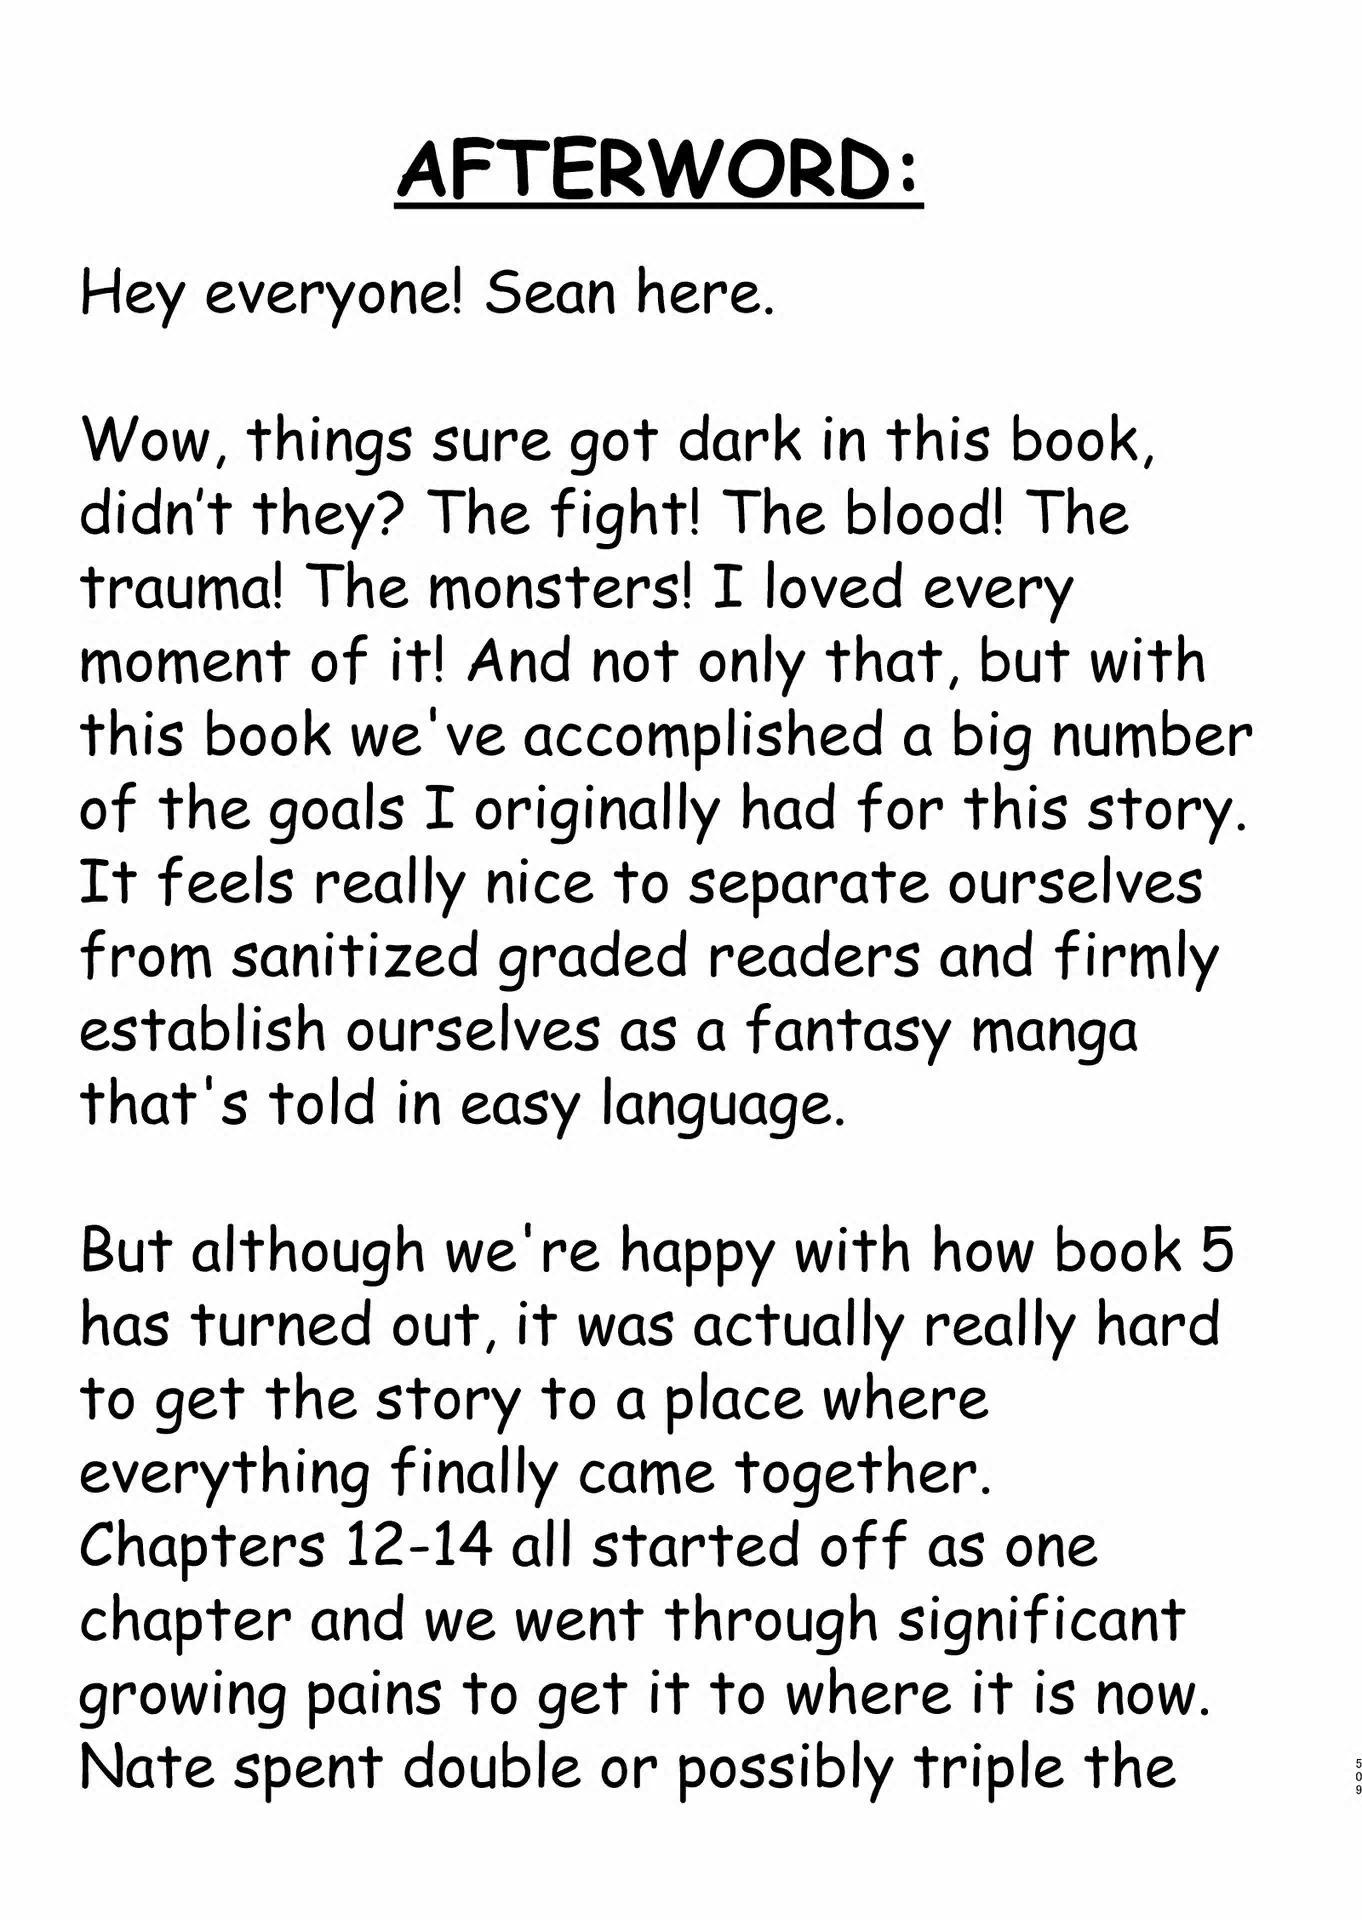 AFTERWORD:
Hey everyone! Sean here.
Wow, things sure got dark in this book,
didn’t they? The fight! The blood! The
trauma! The monsters! I loved every
moment of it! And not only that, but with
this book we've accomplished a big number
of the goals I originally had for this story.
It feels really nice to separate ourselves
from sanitized graded readers and firmly
establish ourselves as a fantasy manga
that's told in easy language.
But although we're happy with how book 5
has turned out, it was actually really hard
to get the story to a place where
everything finally came together.
Chapters 12-14 all started off as one
chapter and we went through significant
growing pains to get it to where it is now.
Nate spent double or possibly triple the
509